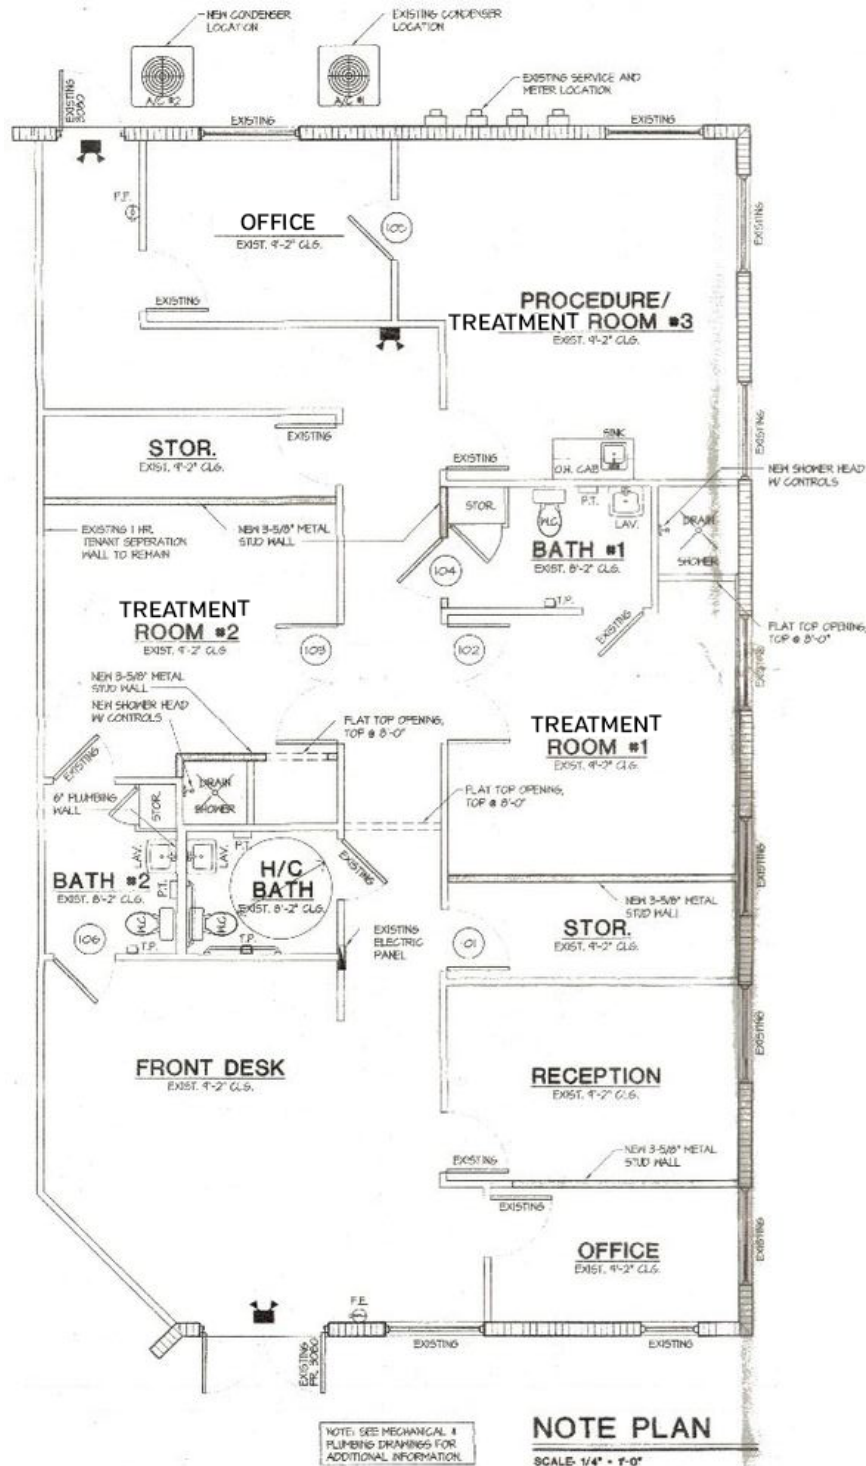 NEW CONDENSER
LOCATION
EXISTING CONDENSER
LOCATION
A/C #2
A/C #1
EXISTING SERVICE AND
METER LOCATION
EXISTING
3080
EXISTING
EXISTING
F.F.
OFFICE
EXIST. 9'-2" CLG.
100
EXISTING
EXISTING
PROCEDURE/
TREATMENT ROOM #3
EXIST. 9'-2" CLG.
STOR.
EXIST. 9'-2" CLG.
EXISTING
EXISTING
SINK
O.H. CAB
EXISTING
NEW SHOWER HEAD
W/ CONTROLS
EXISTING 1 HR.
TENANT SEPERATION
WALL TO REMAIN
NEW 3-5/8" METAL
STUD WALL
STOR.
W.C.
P.T.
LAV.
DRAIN
SHOWER
BATH #1
EXIST. 8'-2" CLG.
104
T.P.
TREATMENT
ROOM #2
EXIST. 9'-2" CLG
103
102
EXISTING
FLAT TOP OPENING,
TOP @ 8'-0"
EXISTING
NEW 3-5/8" METAL
STUD WALL
NEW SHOWER HEAD
W/ CONTROLS
FLAT TOP OPENING,
TOP @ 8'-0"
TREATMENT
ROOM #1
EXIST. 9'-2" CLG.
EXISTING
DRAIN
SHOWER
FLAT TOP OPENING,
TOP @ 8'-0"
6" PLUMBING
WALL
STOR.
LAV.
LAV.
P.T.
EXISTING
EXISTING
BATH #2
EXIST. 8'-2" CLG.
P.T.
H/C
BATH
EXIST. 8'-2" CLG.
W.C.
W.C.
T.P.
T.P.
106
EXISTING
ELECTRIC
PANEL
101
NEW 3-5/8" METAL
STUD WALL
STOR.
EXIST. 9'-2" CLG.
FRONT DESK
EXIST. 9'-2" CLG.
RECEPTION
EXIST. 9'-2" CLG.
EXISTING
EXISTING
NEW 3-5/8" METAL
STUD WALL
EXISTING
OFFICE
EXIST. 9'-2" CLG.
EXISTING
F.E.
EXISTING
PR. 3080
EXISTING
EXISTING
NOTE: SEE MECHANICAL &
PLUMBING DRAWINGS FOR
ADDITIONAL INFORMATION.
NOTE PLAN
SCALE: 1/4" = 1'-0"